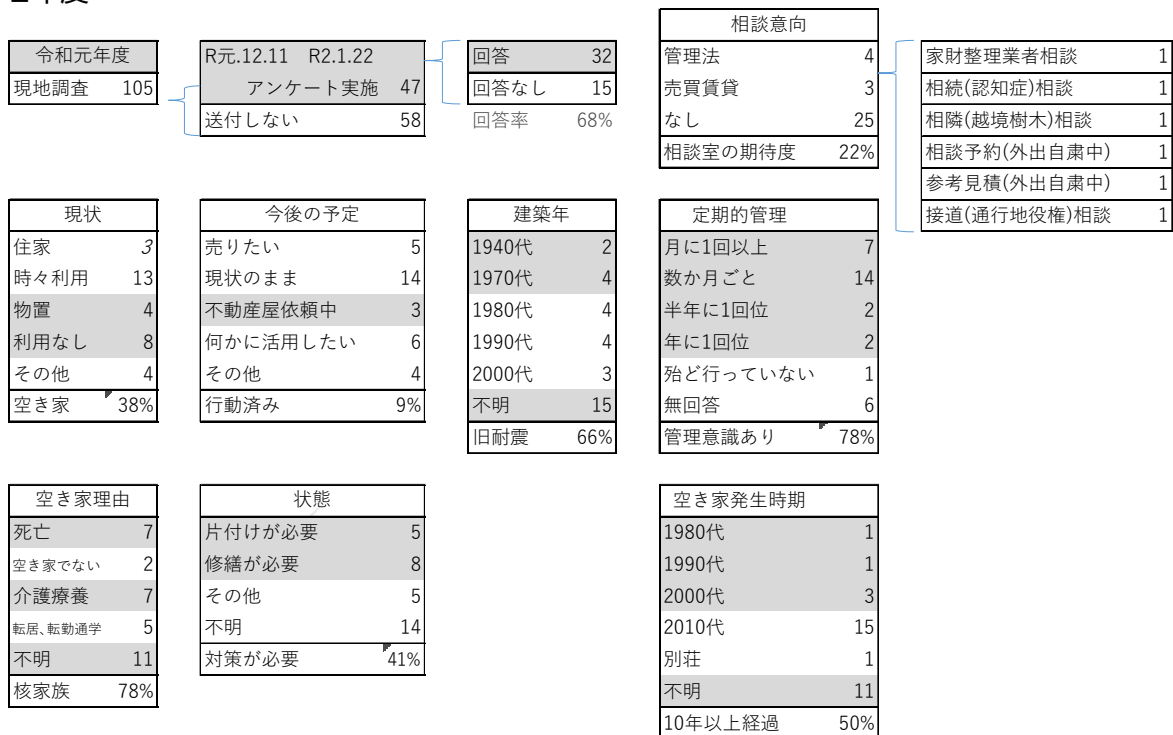 令和元年度
現地調査 105
R元.12.11 R2.1.22
アンケート実施 47
送付しない 58
回答 32
回答なし 15
回答率 68%
相談意向
管理法 4
売買賃貸 3
なし 25
相談室の期待度 22%
家財整理業者相談 1
相続(認知症)相談 1
相隣(越境樹木)相談 1
相談予約(外出自粛中) 1
参考見積(外出自粛中) 1
接道(通行地役権)相談 1
現状
住家 3
時々利用 13
物置 4
利用なし 8
その他 4
空き家 38%
今後の予定
売りたい 5
現状のまま 14
不動産屋依頼中 3
何かに活用したい 6
その他 4
行動済み 9%
建築年
1940代 2
1970代 4
1980代 4
1990代 4
2000代 3
不明 15
旧耐震 66%
定期的管理
月に1回以上 7
数か月ごと 14
半年に1回位 2
年に1回位 2
殆ど行っていない 1
無回答 6
管理意識あり 78%
空き家理由
死亡 7
空き家でない 2
介護療養 7
転居、転勤通学 5
不明 11
核家族 78%
状態
片付けが必要 5
修繕が必要 8
その他 5
不明 14
対策が必要 41%
空き家発生時期
1980代 1
1990代 1
2000代 3
2010代 15
別荘 1
不明 11
10年以上経過 50%